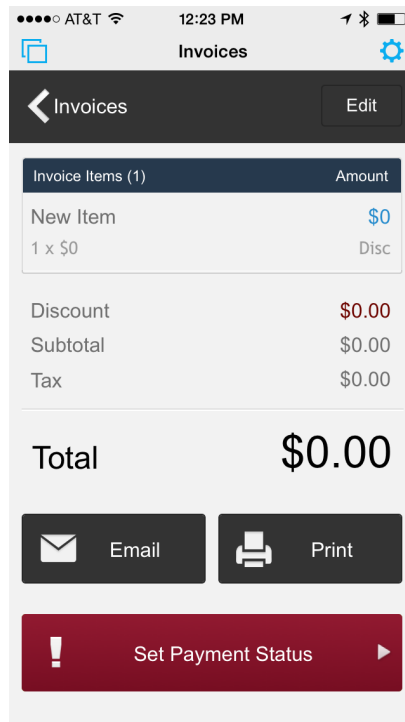 AT&T 12:23 PM
Invoices
Invoices Edit
Invoice Items (1) Amount
New Item $0
1 x $0 Disc
Discount $0.00
Subtotal $0.00
Tax $0.00
Total $0.00
Email Print
! Set Payment Status